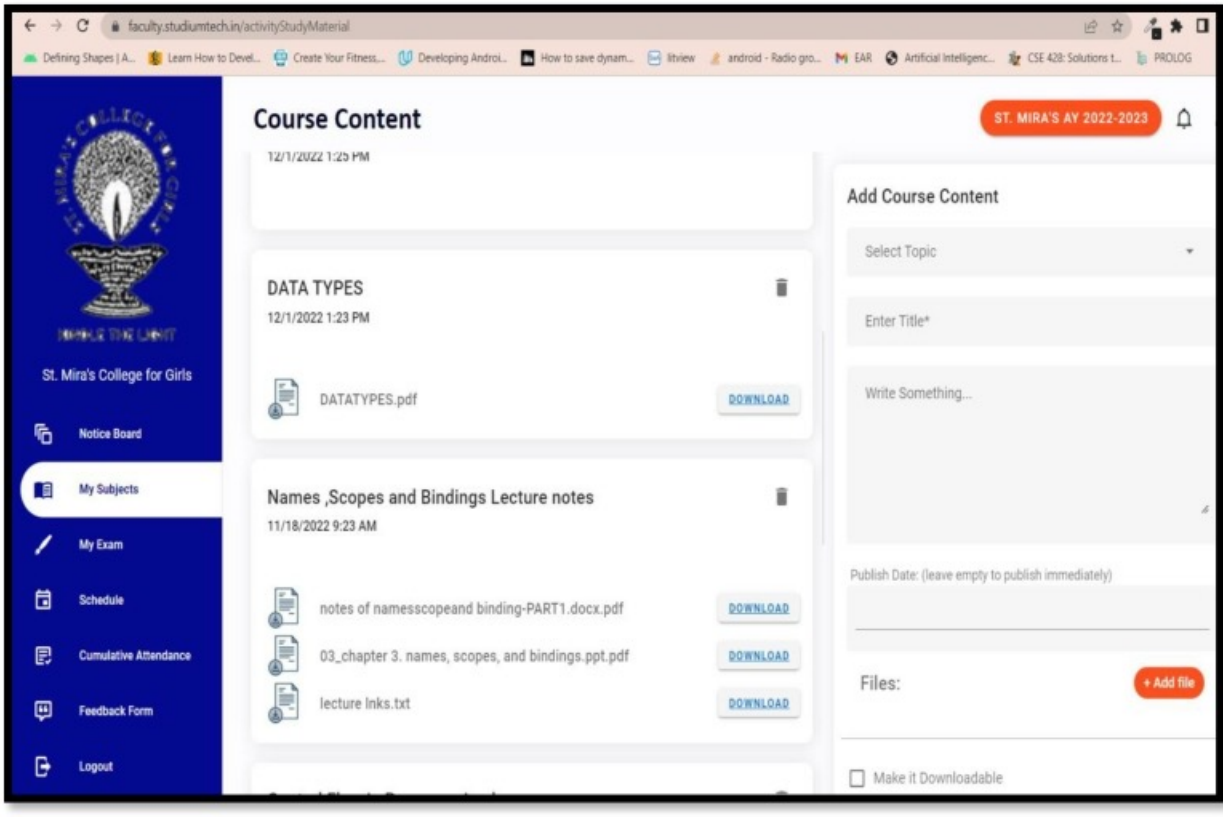 faculty.studiumtech.in/activityStudyMaterial
Defining Shapes | A... Learn How to Devel... Create Your Fitness,... Developing Androi... How to save dynam... litview android - Radio gro... EAR Artificial Intelligenc... CSE 428: Solutions t... PROLOG
ST. MIRA'S COLLEGE FOR GIRLS
St. Mira's College for Girls
Notice Board
My Subjects
My Exam
Schedule
Cumulative Attendance
Feedback Form
Logout
Course Content
ST. MIRA'S AY 2022-2023
12/1/2022 1:25 PM
DATA TYPES
12/1/2022 1:23 PM
DATATYPES.pdf DOWNLOAD
Names ,Scopes and Bindings Lecture notes
11/18/2022 9:23 AM
notes of namesscopeand binding-PART1.docx.pdf DOWNLOAD
03_chapter 3. names, scopes, and bindings.ppt.pdf DOWNLOAD
lecture lnks.txt DOWNLOAD
Add Course Content
Select Topic
Enter Title*
Write Something...
Publish Date: (leave empty to publish immediately)
Files: + Add file
Make it Downloadable